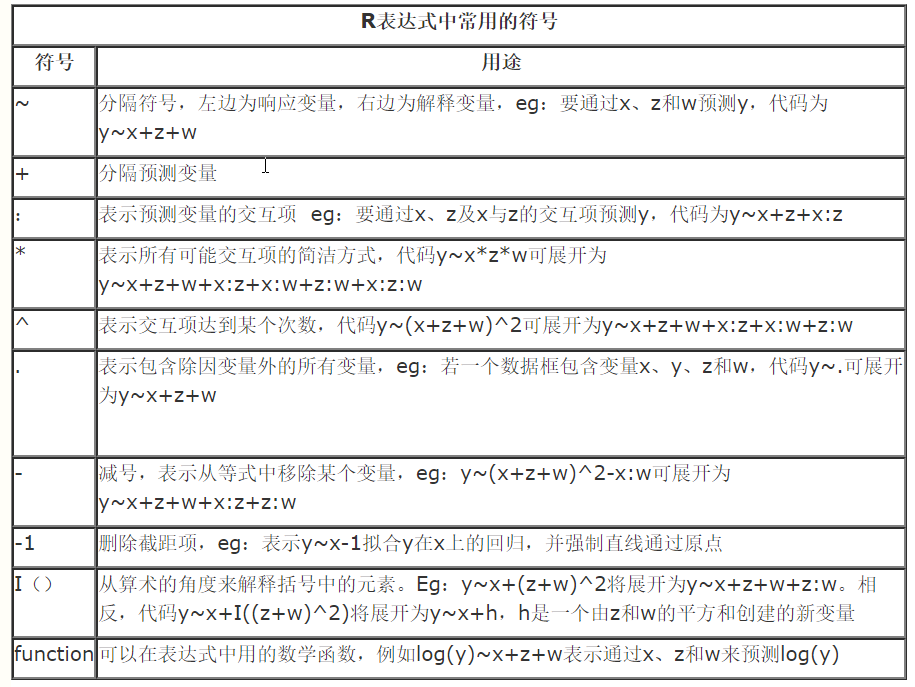 R表达式中常用的符号
符号 用途
~ 分隔符号，左边为响应变量，右边为解释变量，eg：要通过x、z和w预测y，代码为
y~x+z+w
+ 分隔预测变量
: 表示预测变量的交互项 eg：要通过x、z及x与z的交互项预测y，代码为y~x+z+x:z
* 表示所有可能交互项的简洁方式，代码y~x*z*w可展开为
y~x+z+w+x:z+x:w+z:w+x:z:w
^ 表示交互项达到某个次数，代码y~(x+z+w)^2可展开为y~x+z+w+x:z+x:w+z:w
. 表示包含除因变量外的所有变量，eg：若一个数据框包含变量x、y、z和w，代码y~.可展开
为y~x+z+w
- 减号，表示从等式中移除某个变量，eg：y~(x+z+w)^2-x:w可展开为
y~x+z+w+x:z+z:w
-1 删除截距项，eg：表示y~x-1拟合y在x上的回归，并强制直线通过原点
I（） 从算术的角度来解释括号中的元素。Eg：y~x+(z+w)^2将展开为y~x+z+w+z:w。相
反，代码y~x+I((z+w)^2)将展开为y~x+h，h是一个由z和w的平方和创建的新变量
function 可以在表达式中用的数学函数，例如log(y)~x+z+w表示通过x、z和w来预测log(y)